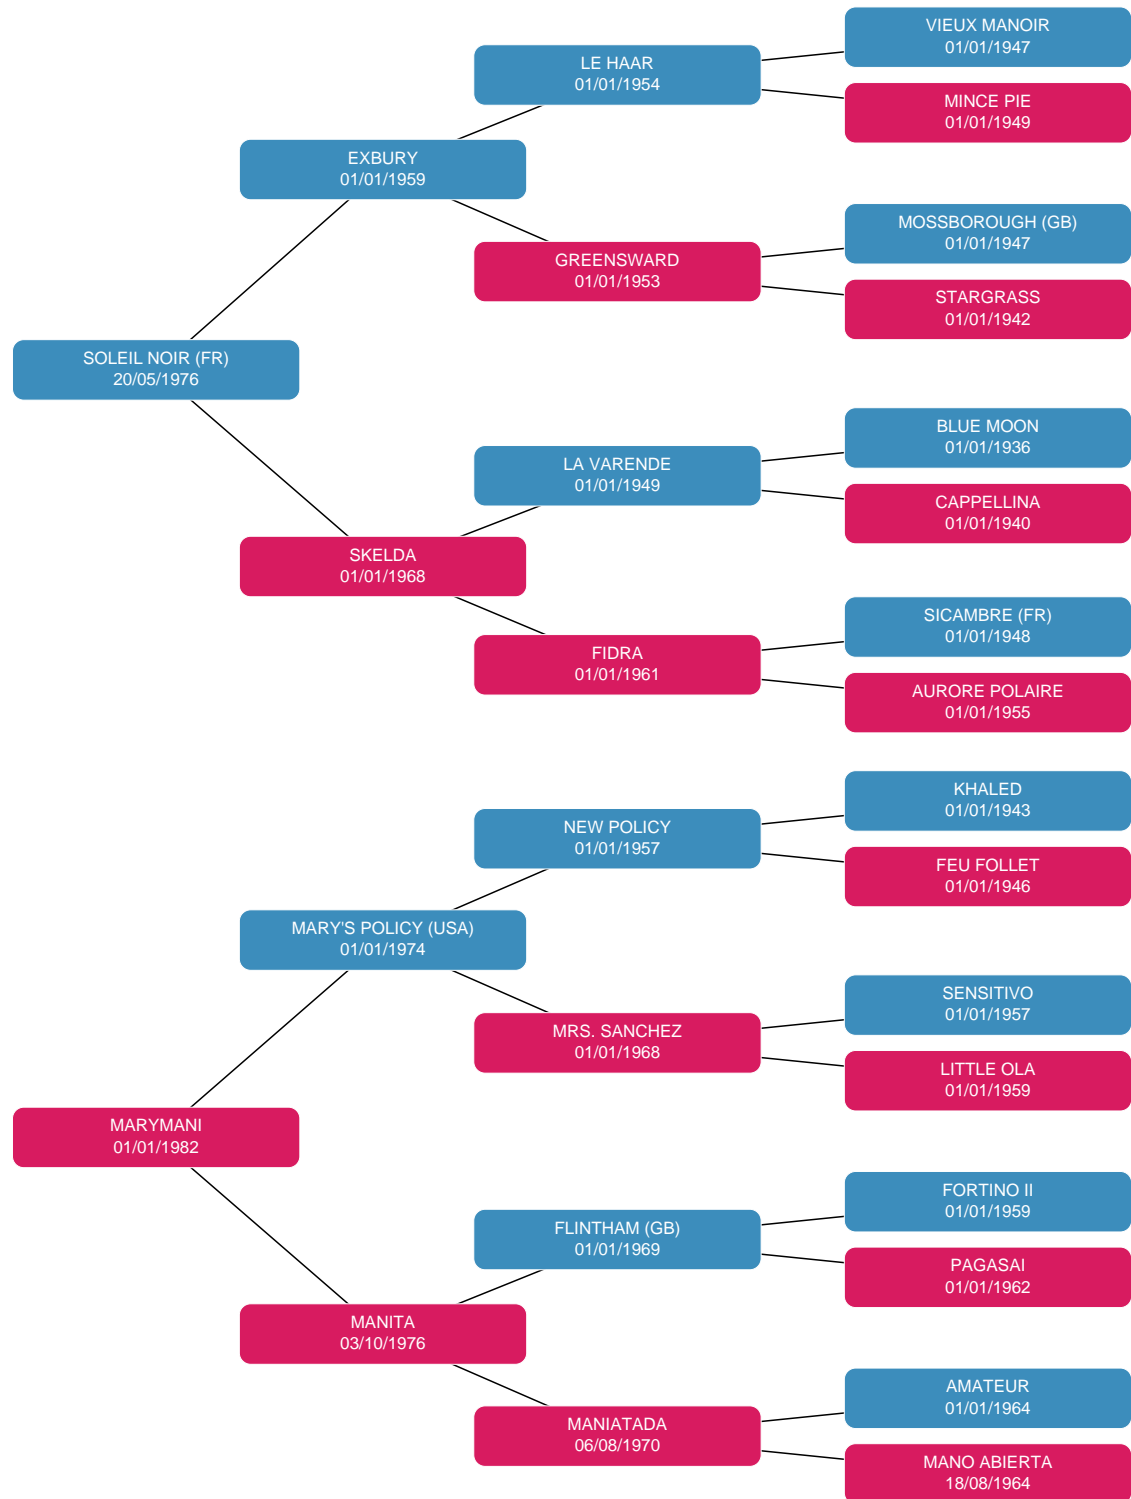 VIEUX MANOIR
01/01/1947
LE HAAR
01/01/1954
MINCE PIE
01/01/1949
EXBURY
01/01/1959
MOSSBOROUGH (GB)
01/01/1947
GREENSWARD
01/01/1953
STARGRASS
01/01/1942
SOLEIL NOIR (FR)
20/05/1976
BLUE MOON
01/01/1936
LA VARENDE
01/01/1949
CAPPELLINA
01/01/1940
SKELDA
01/01/1968
SICAMBRE (FR)
01/01/1948
FIDRA
01/01/1961
AURORE POLAIRE
01/01/1955
KHALED
01/01/1943
NEW POLICY
01/01/1957
FEU FOLLET
01/01/1946
MARY'S POLICY (USA)
01/01/1974
SENSITIVO
01/01/1957
MRS. SANCHEZ
01/01/1968
LITTLE OLA
01/01/1959
MARYMANI
01/01/1982
FORTINO II
01/01/1959
FLINTHAM (GB)
01/01/1969
PAGASAI
01/01/1962
MANITA
03/10/1976
AMATEUR
01/01/1964
MANIATADA
06/08/1970
MANO ABIERTA
18/08/1964